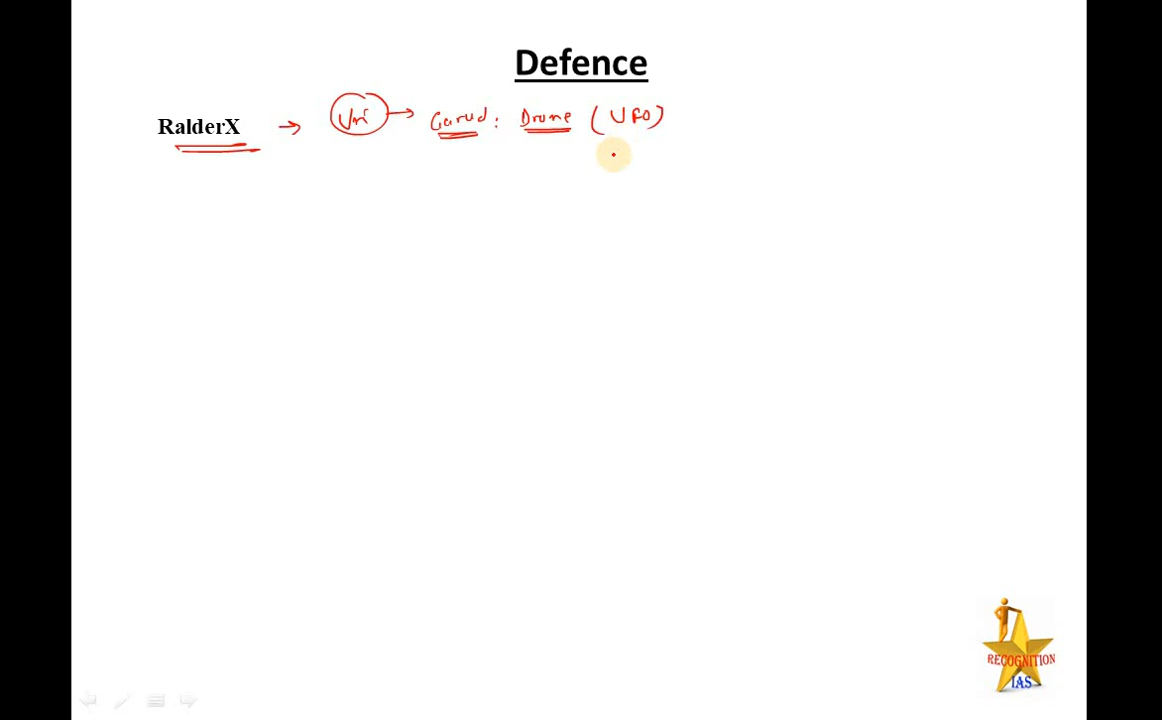 Defence
RalderX → Uri → Garud : Drone (UFO)
RECOGNITION
IAS